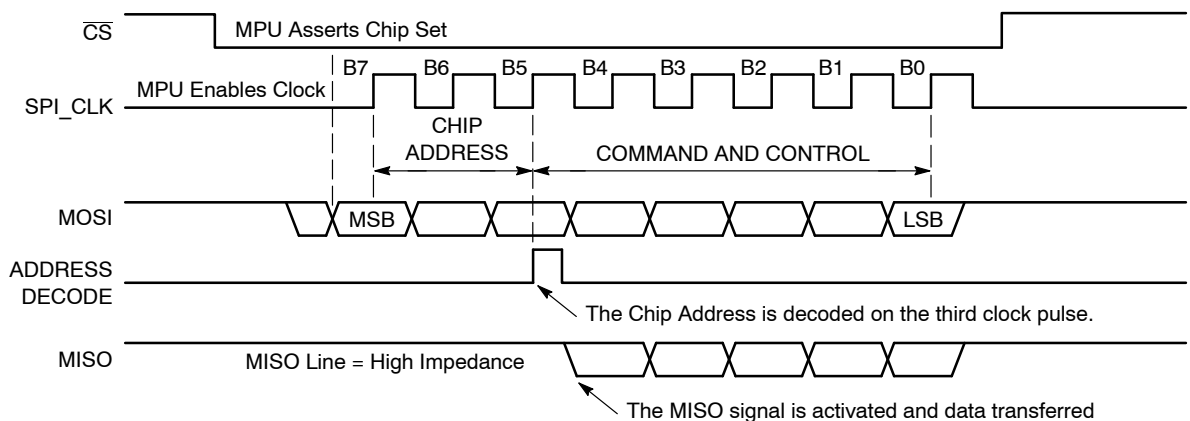 CS
MPU Asserts Chip Set
B7 B6 B5 B4 B3 B2 B1 B0
MPU Enables Clock
SPI_CLK
CHIP
ADDRESS
COMMAND AND CONTROL
MOSI
MSB
LSB
ADDRESS
DECODE
The Chip Address is decoded on the third clock pulse.
MISO
MISO Line = High Impedance
The MISO signal is activated and data transferred